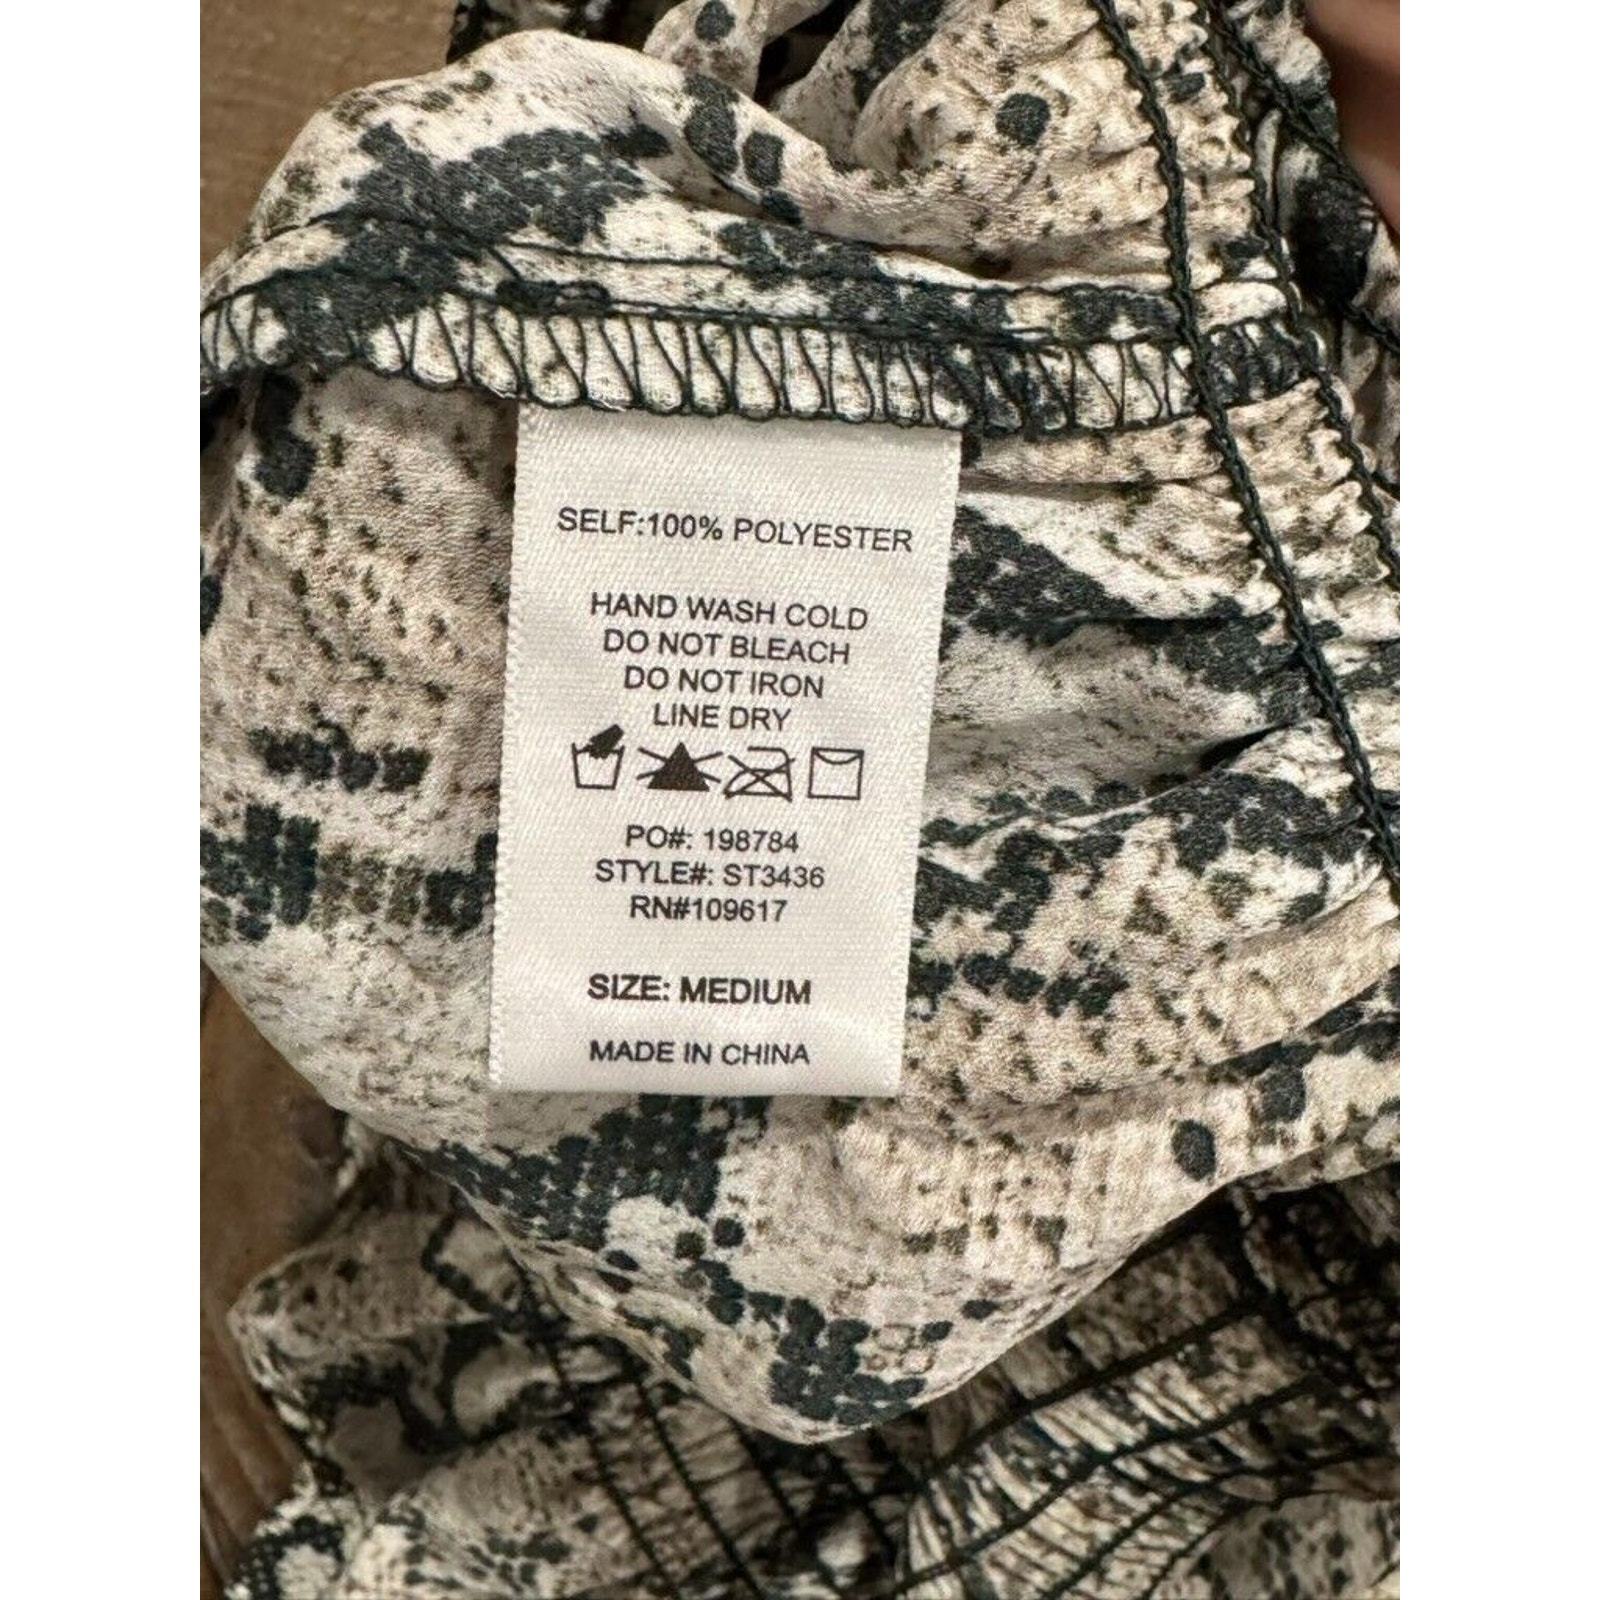 SELF:100% POLYESTER
HAND WASH COLD
DO NOT BLEACH
DO NOT IRON
LINE DRY
PO#: 198784
STYLE#: ST3436
RN#109617
SIZE: MEDIUM
MADE IN CHINA